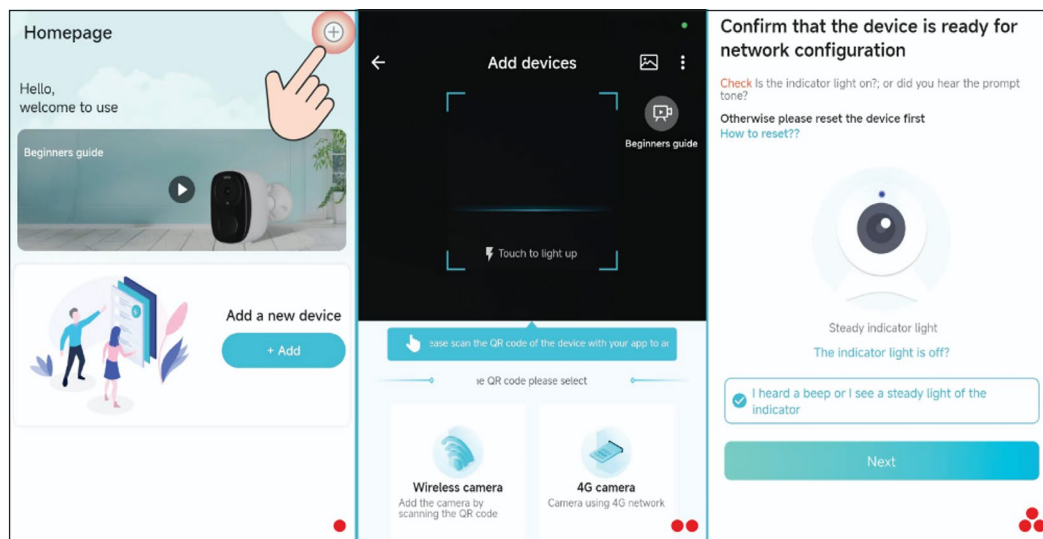 Homepage
Hello,
welcome to use
Beginners guide
Add a new device
+ Add
Add devices
Beginners guide
Touch to light up
ease scan the QR code of the device with your app to a
e QR code please select
Wireless camera
Add the camera by
scanning the QR code
4G camera
Camera using 4G network
Confirm that the device is ready for
network configuration
Check Is the indicator light on?; or did you hear the prompt
tone?
Otherwise please reset the device first
How to reset??
Steady indicator light
The indicator light is off?
I heard a beep or I see a steady light of the
indicator
Next